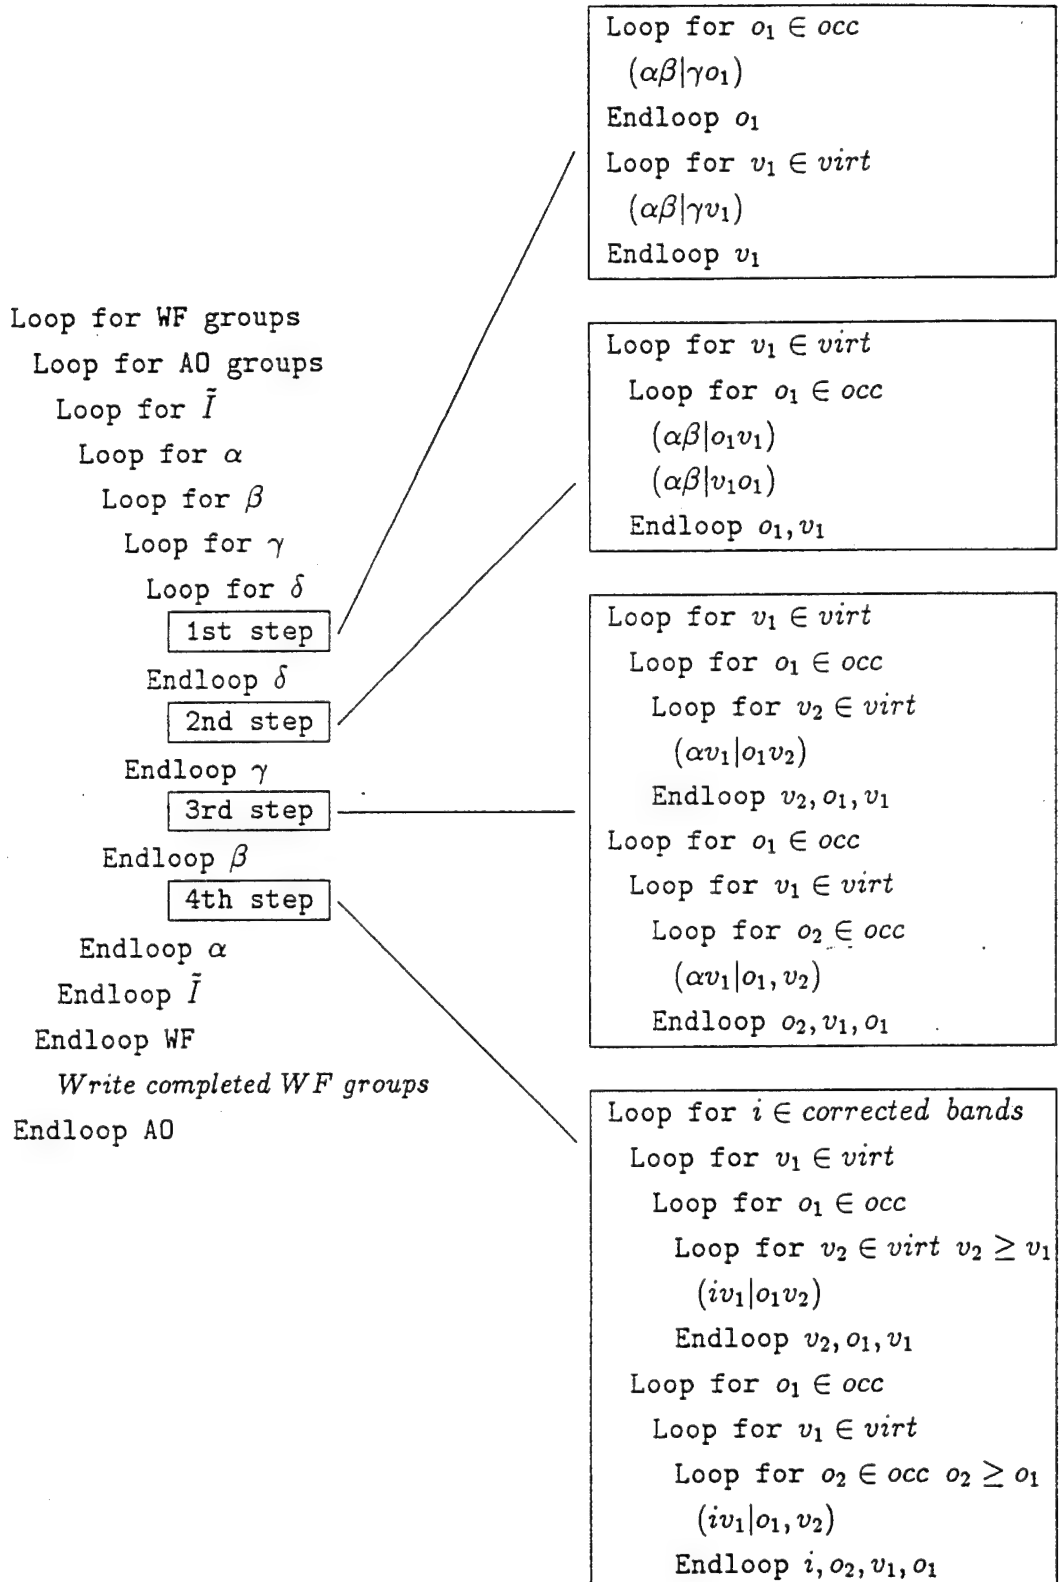 Loop for WF groups
Loop for AO groups
Loop for Ĩ
Loop for α
Loop for β
Loop for γ
Loop for δ
1st step
Endloop δ
2nd step
Endloop γ
3rd step
Endloop β
4th step
Endloop α
Endloop Ĩ
Endloop WF
Write completed WF groups
Endloop AO
Loop for o₁ ∈ occ
(αβ|γo₁)
Endloop o₁
Loop for v₁ ∈ virt
(αβ|γv₁)
Endloop v₁
Loop for v₁ ∈ virt
Loop for o₁ ∈ occ
(αβ|o₁v₁)
(αβ|v₁o₁)
Endloop o₁, v₁
Loop for v₁ ∈ virt
Loop for o₁ ∈ occ
Loop for v₂ ∈ virt
(αv₁|o₁v₂)
Endloop v₂, o₁, v₁
Loop for o₁ ∈ occ
Loop for v₁ ∈ virt
Loop for o₂ ∈ occ
(αv₁|o₁, v₂)
Endloop o₂, v₁, o₁
Loop for i ∈ corrected bands
Loop for v₁ ∈ virt
Loop for o₁ ∈ occ
Loop for v₂ ∈ virt v₂ ≥ v₁
(iv₁|o₁v₂)
Endloop v₂, o₁, v₁
Loop for o₁ ∈ occ
Loop for v₁ ∈ virt
Loop for o₂ ∈ occ o₂ ≥ o₁
(iv₁|o₁, v₂)
Endloop i, o₂, v₁, o₁